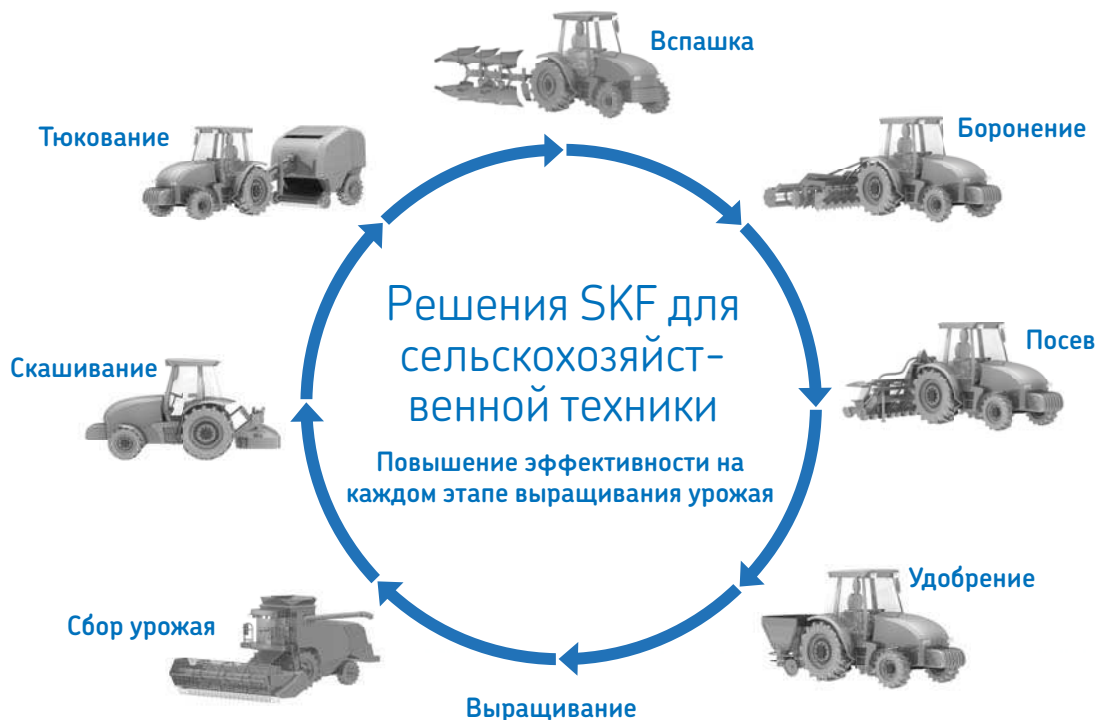 Вспашка
Тюкование
Боронение
Решения SKF для
сельскохозяйст-
венной техники
Посев
Скашивание
Повышение эффективности на
каждом этапе выращивания урожая
Удобрение
Сбор урожая
Выращивание